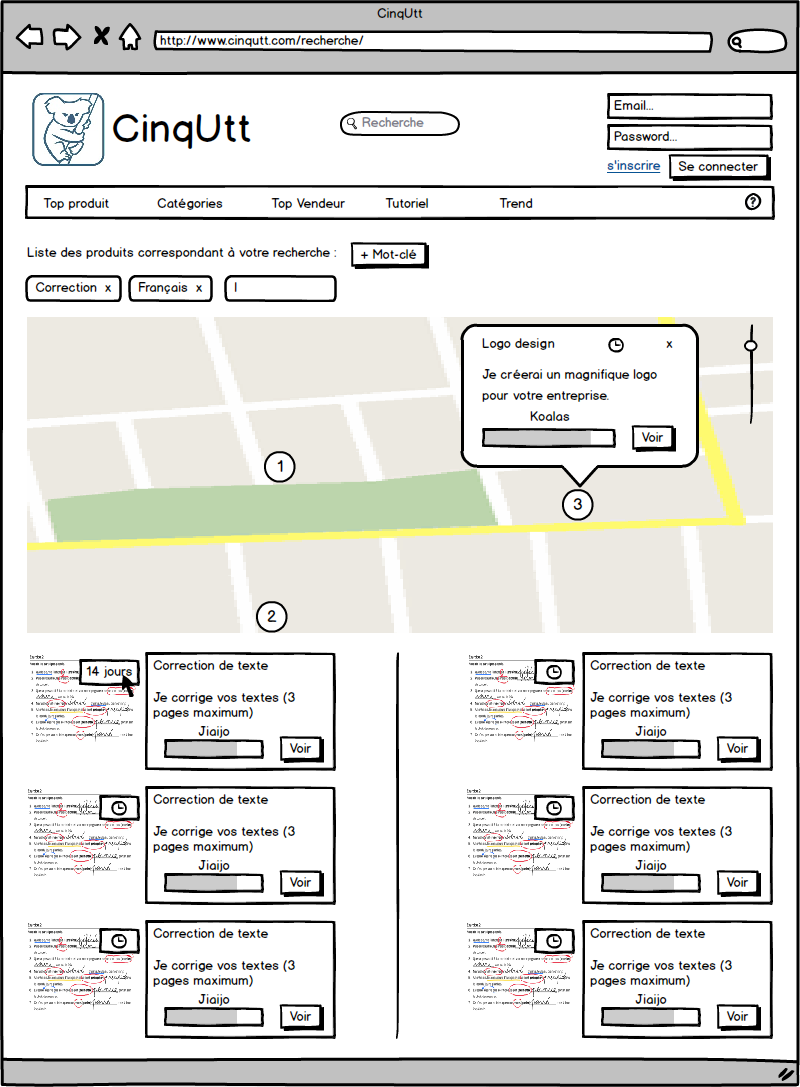 CinqUtt
http://www.cinqutt.com/recherche/
CinqUtt
Recherche
Email...
Password...
s'inscrire
Se connecter
Top produit
Catégories
Top Vendeur
Tutoriel
Trend
?
Liste des produits correspondant à votre recherche :
+ Mot-clé
Correction x
Français x
Logo design
x
Je créerai un magnifique logo
pour votre entreprise.
Koalas
Voir
1
3
2
14 jours
Correction de texte
Je corrige vos textes (3
pages maximum)
Jiaijo
Voir
Correction de texte
Je corrige vos textes (3
pages maximum)
Jiaijo
Voir
Correction de texte
Je corrige vos textes (3
pages maximum)
Jiaijo
Voir
Correction de texte
Je corrige vos textes (3
pages maximum)
Jiaijo
Voir
Correction de texte
Je corrige vos textes (3
pages maximum)
Jiaijo
Voir
Correction de texte
Je corrige vos textes (3
pages maximum)
Jiaijo
Voir